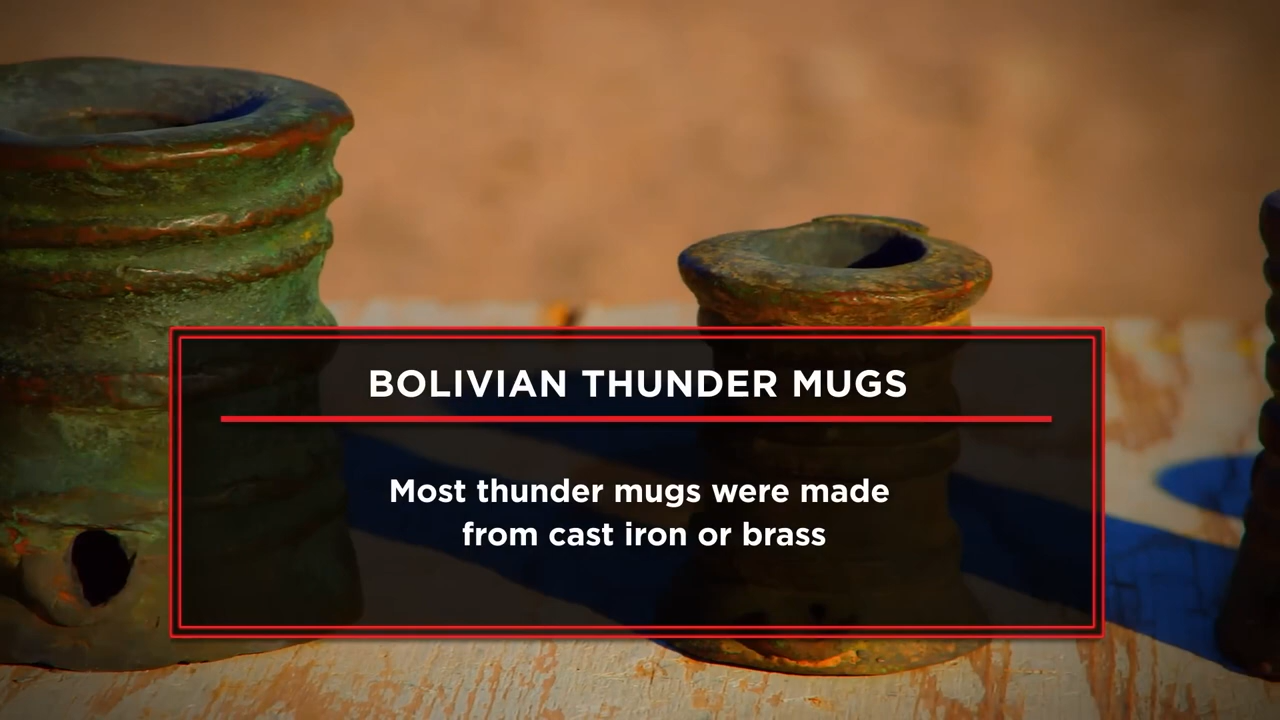 BOLIVIAN THUNDER MUGS
Most thunder mugs were made
from cast iron or brass